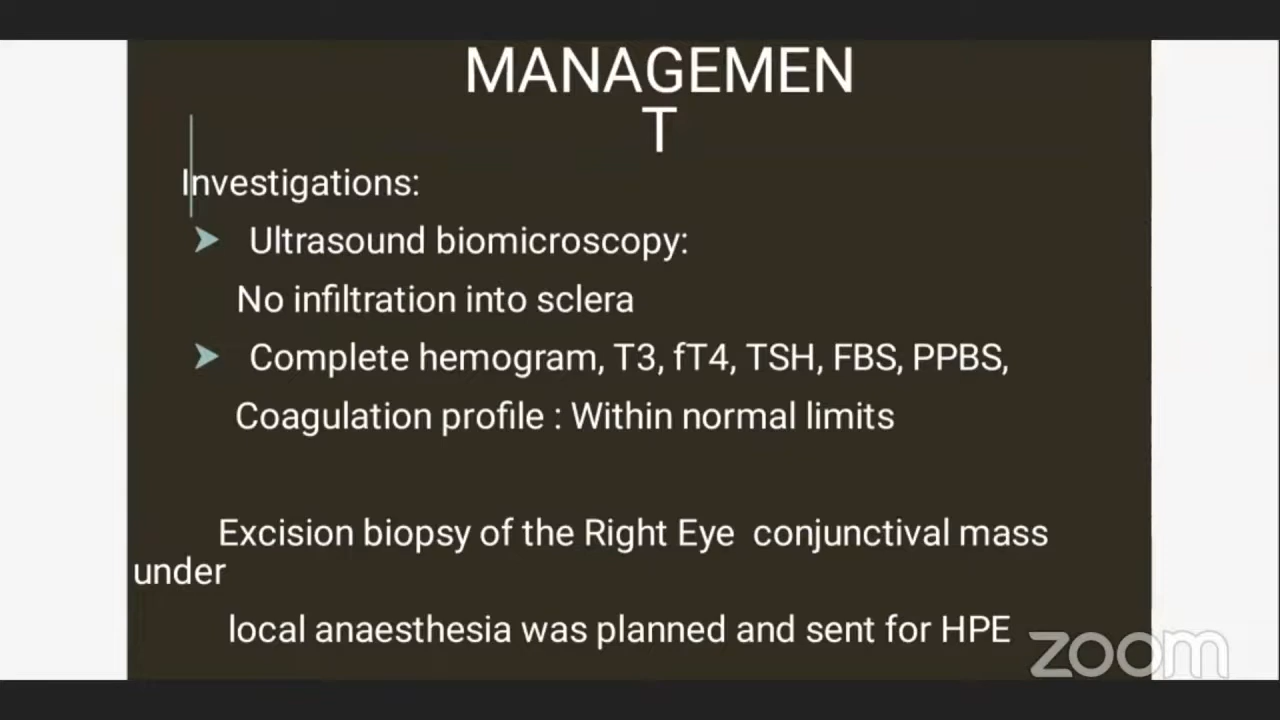 MANAGEMEN
T
Investigations:
➤ Ultrasound biomicroscopy:
No infiltration into sclera
➤ Complete hemogram, T3, fT4, TSH, FBS, PPBS,
Coagulation profile : Within normal limits
Excision biopsy of the Right Eye conjunctival mass
under
local anaesthesia was planned and sent for HPE
zoom